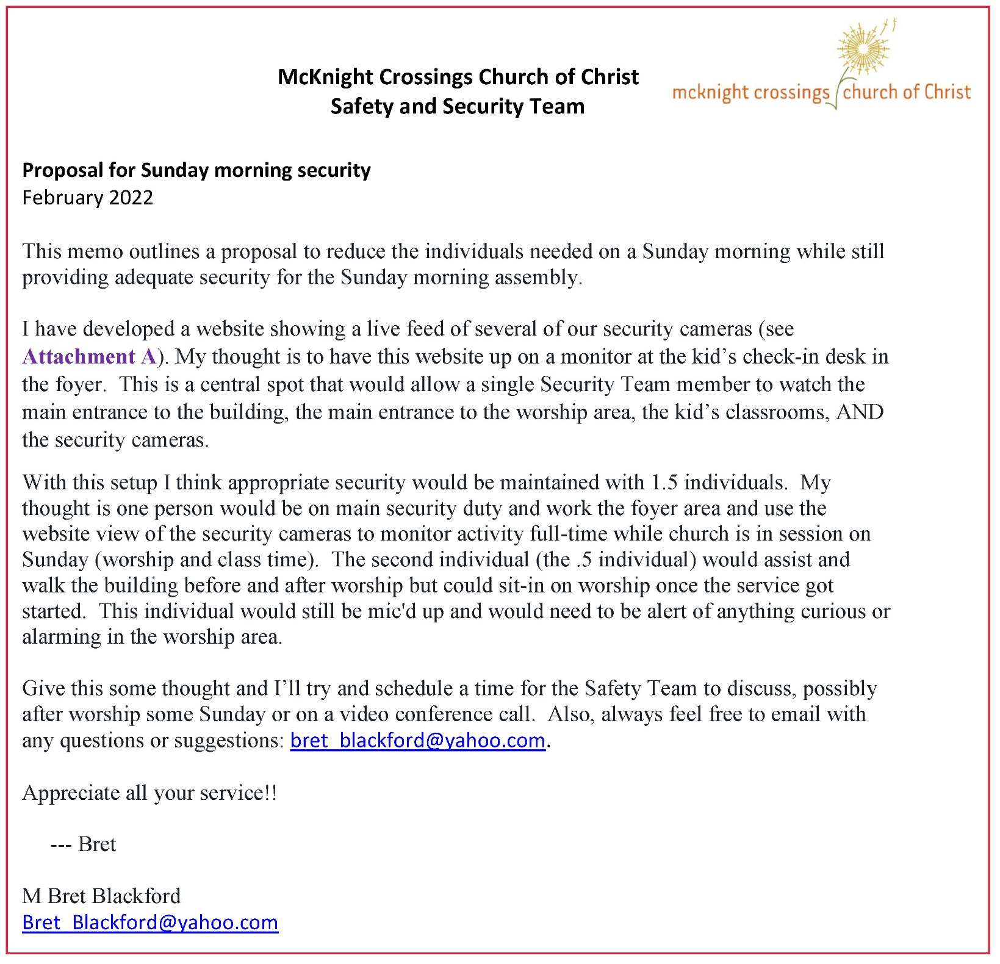 McKnight Crossings Church of Christ
Safety and Security Team
mcknight crossings church of Christ
Proposal for Sunday morning security
February 2022
This memo outlines a proposal to reduce the individuals needed on a Sunday morning while still
providing adequate security for the Sunday morning assembly.
I have developed a website showing a live feed of several of our security cameras (see
Attachment A). My thought is to have this website up on a monitor at the kid’s check-in desk in
the foyer.  This is a central spot that would allow a single Security Team member to watch the
main entrance to the building, the main entrance to the worship area, the kid’s classrooms, AND
the security cameras.
With this setup I think appropriate security would be maintained with 1.5 individuals.  My
thought is one person would be on main security duty and work the foyer area and use the
website view of the security cameras to monitor activity full-time while church is in session on
Sunday (worship and class time).  The second individual (the .5 individual) would assist and
walk the building before and after worship but could sit-in on worship once the service got
started.  This individual would still be mic'd up and would need to be alert of anything curious or
alarming in the worship area.
Give this some thought and I’ll try and schedule a time for the Safety Team to discuss, possibly
after worship some Sunday or on a video conference call.  Also, always feel free to email with
any questions or suggestions: bret_blackford@yahoo.com.
Appreciate all your service!!
--- Bret
M Bret Blackford
Bret_Blackford@yahoo.com